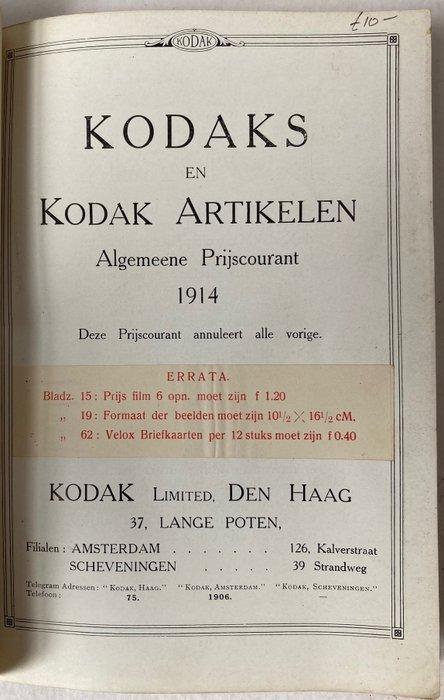 £10-
KODAK
KODAKS
EN
KODAK ARTIKELEN
Algemeene Prijscourant
1914
Deze Prijscourant annuleert alle vorige.
ERRATA.
Bladz. 15: Prijs film 6 opn. moet zijn f 1.20
„ 19: Formaat der beelden moet zijn 10½ × 16½ cM.
„ 62: Velox Briefkaarten per 12 stuks moet zijn f 0.40
KODAK LIMITED, DEN HAAG
37, LANGE POTEN,
Filialen: AMSTERDAM . . . . . . . 126, Kalverstraat
SCHEVENINGEN . . . . . 39 Strandweg
Telegram Adressen: "KODAK, HAAG." "KODAK, AMSTERDAM." "KODAK, SCHEVENINGEN."
Telefoon: 75. 1906. —